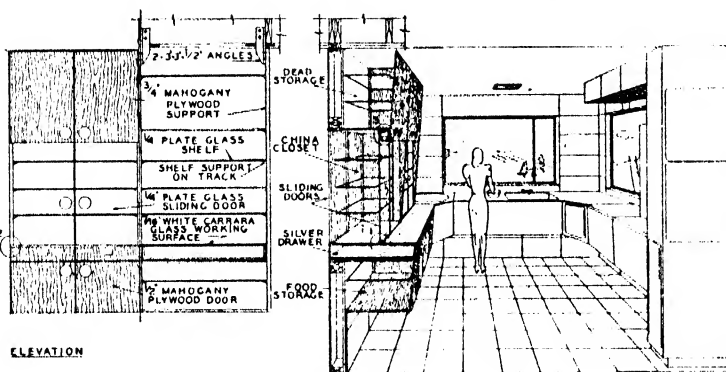 2-3·3·1/2" ANGLES
3/4" MAHOGANY
PLYWOOD
SUPPORT
1/4 PLATE GLASS
SHELF
SHELF SUPPORT
ON TRACK
1/4" PLATE GLASS
SLIDING DOOR
WHITE CARRARA
GLASS WORKING
SURFACE
1/2" MAHOGANY
PLYWOOD DOOR
DEAD
STORAGE
CHINA
CLOSET
SLIDING
DOORS
SILVER
DRAWER
FOOD
STORAGE
ELEVATION